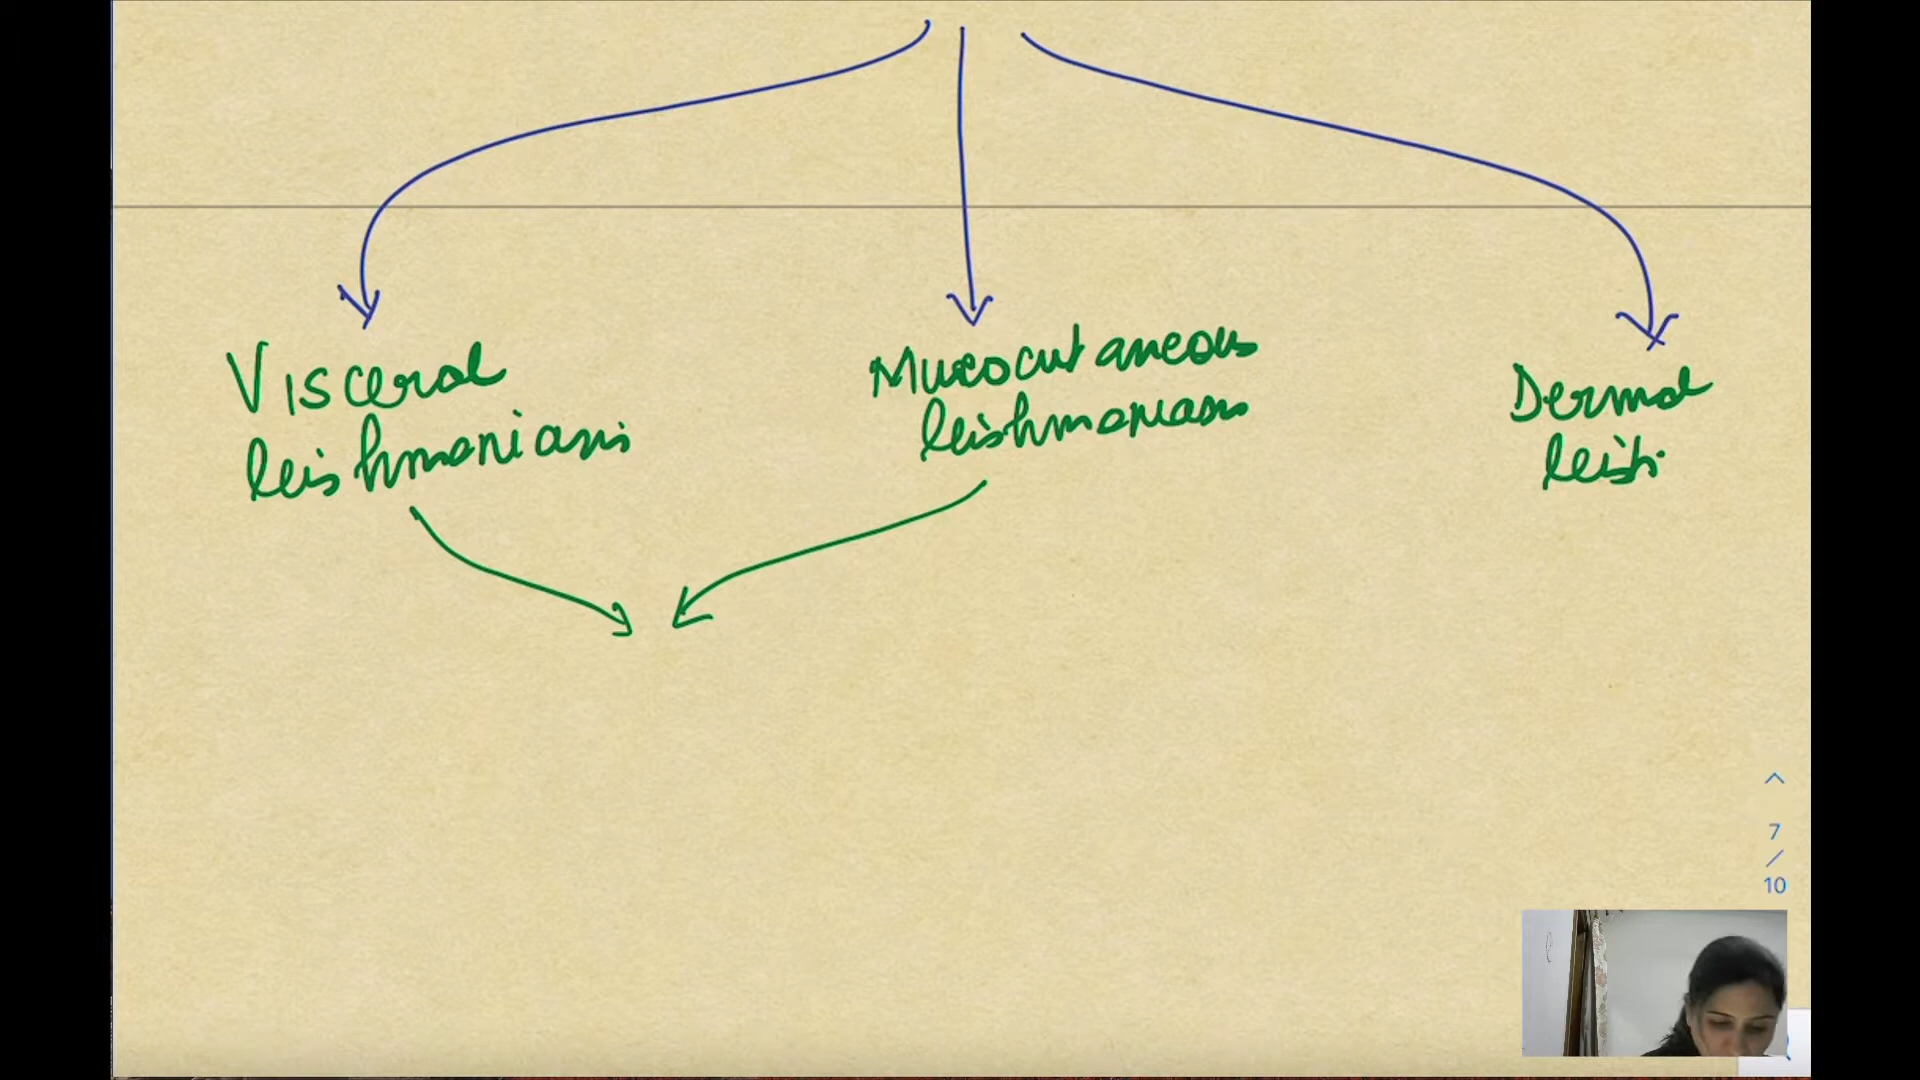 Visceral
leishmaniasis
Mucocutaneous
leishmaniasis
Dermal
leish.
7
/
10